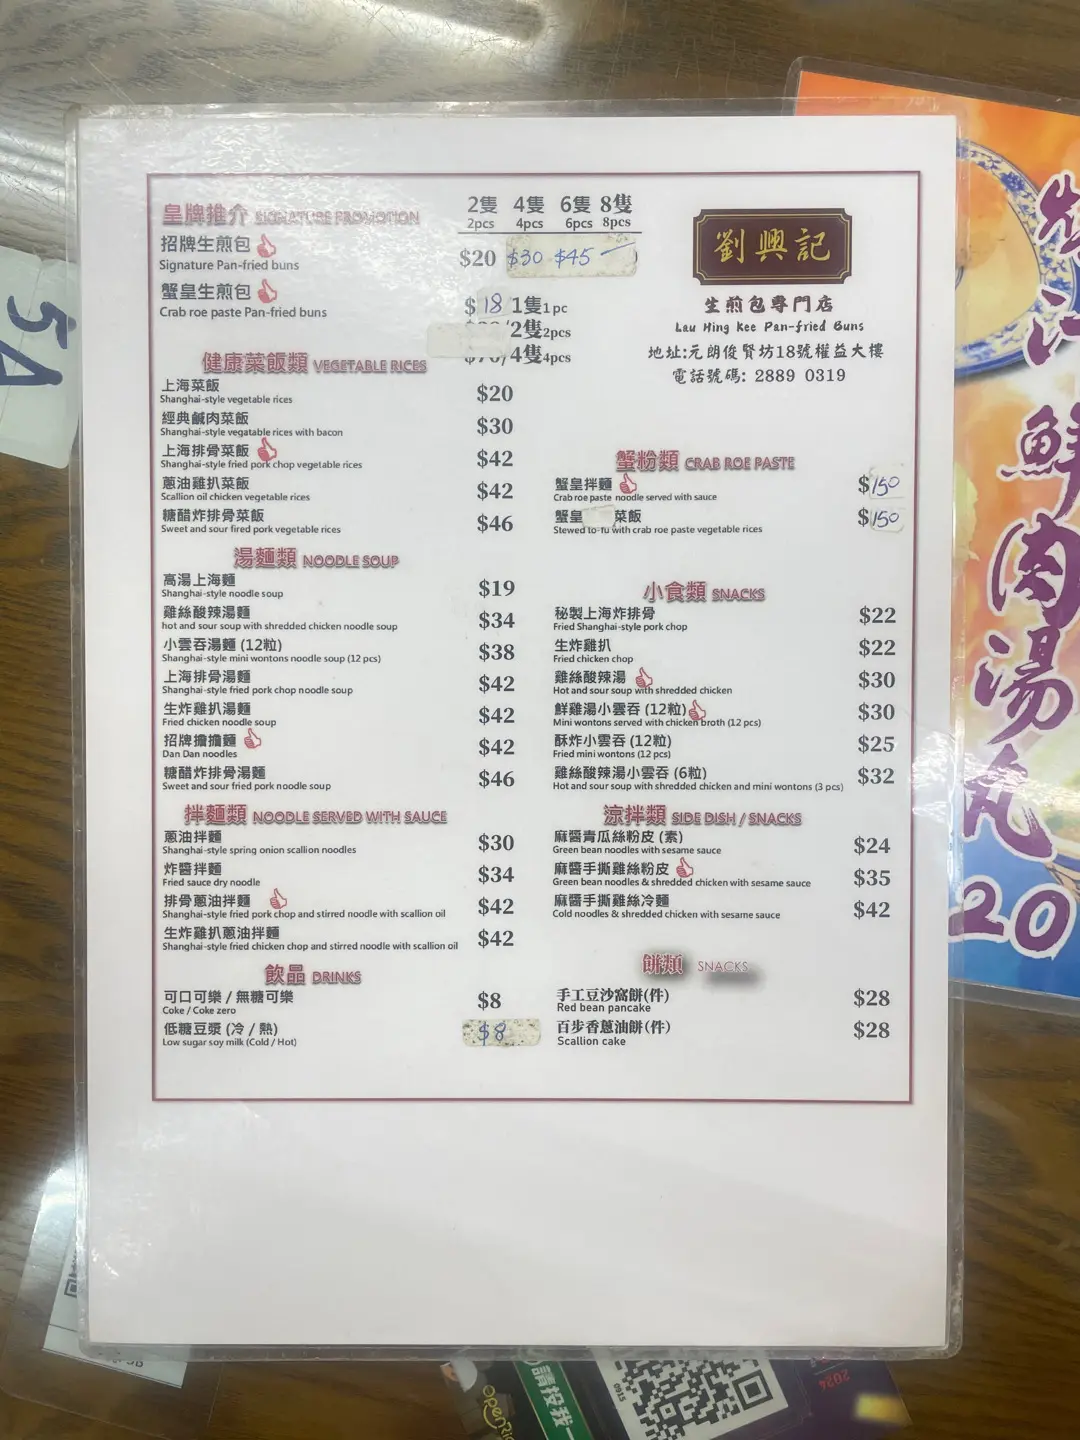 皇牌推介 SIGNATURE PROMOTION
2隻 4隻 6隻 8隻
2pcs 4pcs 6pcs 8pcs
招牌生煎包
Signature Pan-fried buns
$20 $30 $45 —
蟹皇生煎包
Crab roe paste Pan-fried buns
$18 1隻1pc
2隻2pcs
4隻4pcs
劉興記
生煎包專門店
Lau Hing Kee Pan-fried Buns
地址:元朗俊賢坊18號權益大樓
電話號碼: 2889 0319
健康菜飯類 VEGETABLE RICES
上海菜飯 $20
Shanghai-style vegetable rices
經典鹹肉菜飯 $30
Shanghai-style vegatable rices with bacon
上海排骨菜飯 $42
Shanghai-style fried pork chop vegetable rices
蔥油雞扒菜飯 $42
Scallion oil chicken vegetable rices
糖醋炸排骨菜飯 $46
Sweet and sour fired pork vegetable rices
湯麵類 NOODLE SOUP
高湯上海麵 $19
Shanghai-style noodle soup
雞絲酸辣湯麵 $34
hot and sour soup with shredded chicken noodle soup
小雲吞湯麵 (12粒) $38
Shanghai-style mini wontons noodle soup (12 pcs)
上海排骨湯麵 $42
Shanghai-style fried pork chop noodle soup
生炸雞扒湯麵 $42
Fried chicken noodle soup
招牌擔擔麵 $42
Dan Dan noodles
糖醋炸排骨湯麵 $46
Sweet and sour fried pork noodle soup
拌麵類 NOODLE SERVED WITH SAUCE
蔥油拌麵 $30
Shanghai-style spring onion scallion noodles
炸醬拌麵 $34
Fried sauce dry noodle
排骨蔥油拌麵 $42
Shanghai-style fried pork chop and stirred noodle with scallion oil
生炸雞扒蔥油拌麵 $42
Shanghai-style fried chicken chop and stirred noodle with scallion oil
飲品 DRINKS
可口可樂 / 無糖可樂 $8
Coke / Coke zero
低糖豆漿 (冷 / 熱) $8
Low sugar soy milk (Cold / Hot)
蟹粉類 CRAB ROE PASTE
蟹皇拌麵 $150
Crab roe paste noodle served with sauce
蟹皇 菜飯 $150
Stewed to-fu with crab roe paste vegetable rices
小食類 SNACKS
秘製上海炸排骨 $22
Fried Shanghai-style pork chop
生炸雞扒 $22
Fried chicken chop
雞絲酸辣湯 $30
Hot and sour soup with shredded chicken
鮮雞湯小雲吞 (12粒) $30
Mini wontons served with chicken broth (12 pcs)
酥炸小雲吞 (12粒) $25
Fried mini wontons (12 pcs)
雞絲酸辣湯小雲吞 (6粒) $32
Hot and sour soup with shredded chicken and mini wontons (3 pcs)
涼拌類 SIDE DISH / SNACKS
麻醬青瓜絲粉皮 (素) $24
Green bean noodles with sesame sauce
麻醬手撕雞絲粉皮 $35
Green bean noodles & shredded chicken with sesame sauce
麻醬手撕雞絲冷麵 $42
Cold noodles & shredded chicken with sesame sauce
餅類 SNACKS
手工豆沙窩餅(件) $28
Red bean pancake
百步香蔥油餅(件) $28
Scallion cake
鮮肉湯丸
20
5A
請投我一
0915
2024